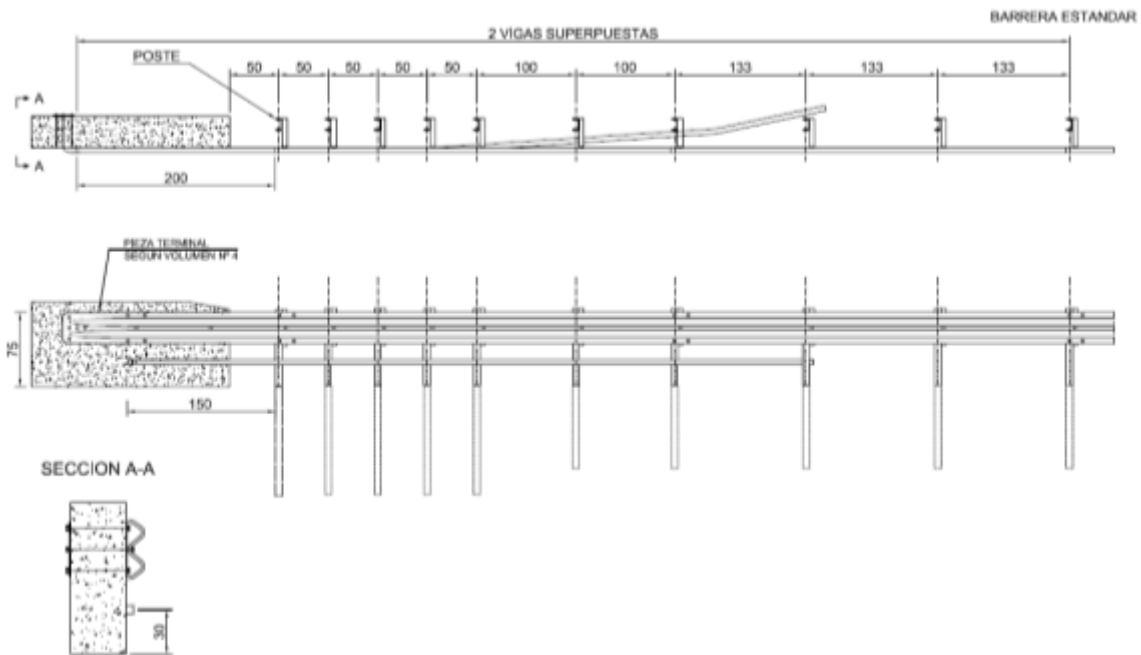 BARRERA ESTANDAR
2 VÍGAS SUPERPUESTAS
POSTE
50 50 50 50 50 100 100 133 133 133
A
A
200
PIEZA TERMINAL
SEGUN VOLUMEN Nº 4
75
150
SECCION A-A
30